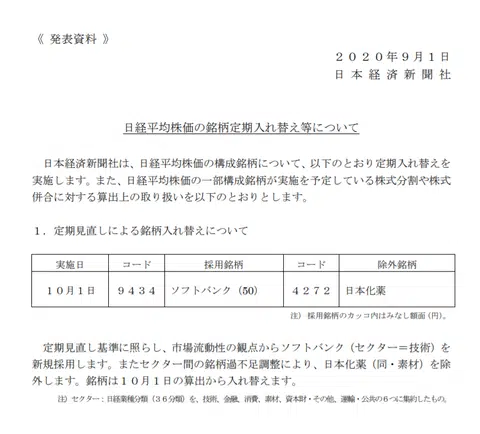 《 発表資料 》
２０２０年９月１日
日 本 経 済 新 聞 社
日経平均株価の銘柄定期入れ替え等について
日本経済新聞社は、日経平均株価の構成銘柄について、以下のとおり定期入れ替えを
実施します。また、日経平均株価の一部構成銘柄が実施を予定している株式分割や株式
併合に対する算出上の取り扱いを以下のとおりとします。
１．定期見直しによる銘柄入れ替えについて
実施日 コード 採用銘柄 コード 除外銘柄
１０月１日 ９４３４ ソフトバンク（50） ４２７２ 日本化薬
注）採用銘柄のカッコ内はみなし額面（円）。
定期見直し基準に照らし、市場流動性の観点からソフトバンク（セクター＝技術）を
新規採用します。またセクター間の銘柄過不足調整により、日本化薬（同・素材）を除
外します。銘柄は１０月１日の算出から入れ替えます。
注）セクター：日経業種分類（３６分類）を、技術、金融、消費、素材、資本財・その他、運輸・公共の６つに集約したもの。